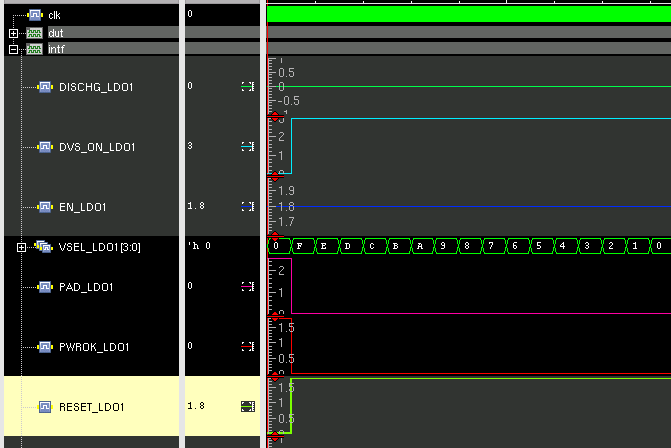 clk 0
dut
intf
DISCHG_LDO1 0 0.5 0 -0.5
DVS_ON_LDO1 3 3 2 1 0
EN_LDO1 1.8 1.9 1.8 1.7
VSEL_LDO1[3:0] 'h 0 0 F E D C B A 9 8 7 6 5 4 3 2 1 0
PAD_LDO1 0 2 1 0
PWROK_LDO1 0 1.5 0.5
RESET_LDO1 1.8 1.5 0.5